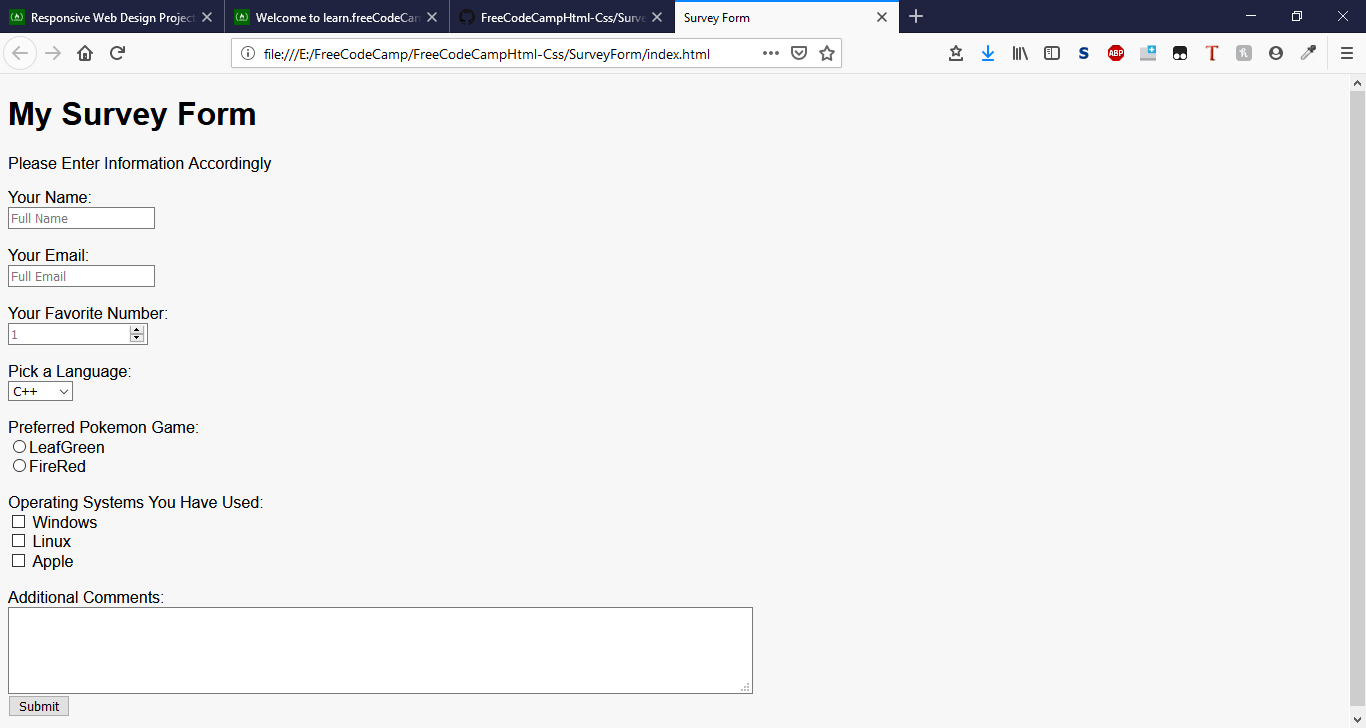 Responsive Web Design Project
Welcome to learn.freeCodeCam
FreeCodeCampHtml-Css/Surve
Survey Form
file:///E:/FreeCodeCamp/FreeCodeCampHtml-Css/SurveyForm/index.html
S
ABP
T
My Survey Form
Please Enter Information Accordingly
Your Name:
Full Name
Your Email:
Full Email
Your Favorite Number:
1
Pick a Language:
C++
Preferred Pokemon Game:
LeafGreen
FireRed
Operating Systems You Have Used:
Windows
Linux
Apple
Additional Comments:
Submit